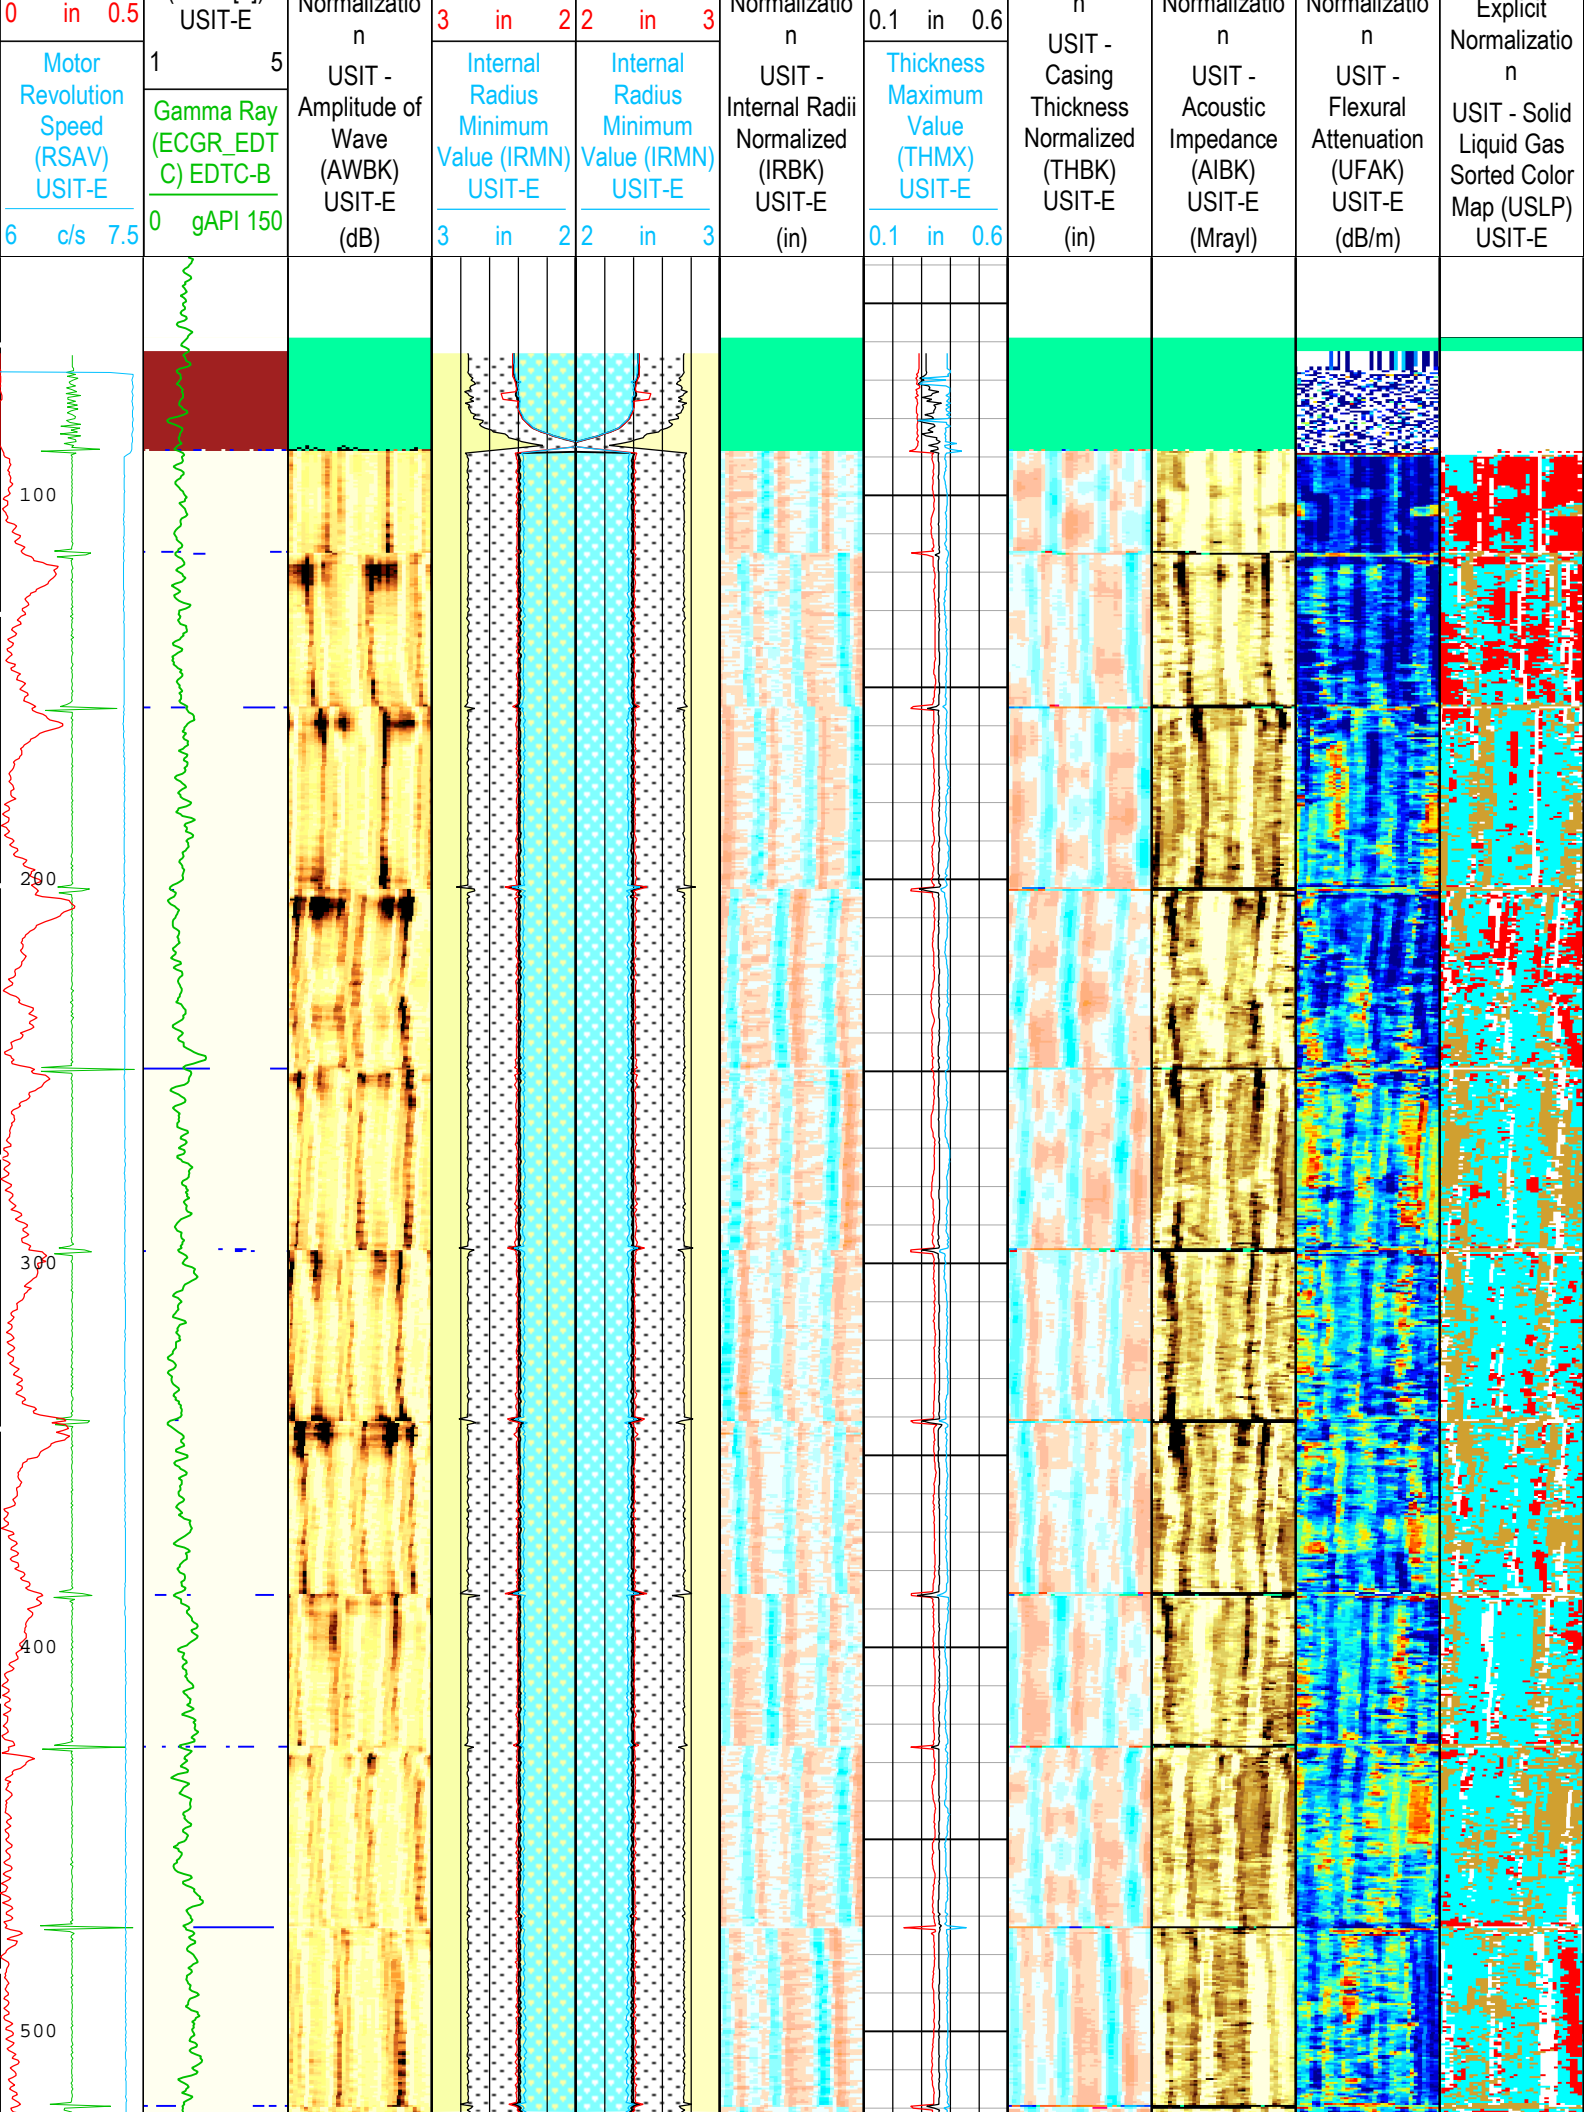 0 in 0.5
Motor
Revolution
Speed
(RSAV)
USIT-E
6 c/s 7.5
USIT-E
1 5
Gamma Ray
(ECGR_EDT
C) EDTC-B
0 gAPI 150
Normalizatio
n
USIT -
Amplitude of
Wave
(AWBK)
USIT-E
(dB)
3 in 2
Internal
Radius
Minimum
Value (IRMN)
USIT-E
3 in 2
2 in 3
Internal
Radius
Minimum
Value (IRMN)
USIT-E
2 in 3
Normalizatio
n
USIT -
Internal Radii
Normalized
(IRBK)
USIT-E
(in)
0.1 in 0.6
Thickness
Maximum
Value
(THMX)
USIT-E
0.1 in 0.6
n
USIT -
Casing
Thickness
Normalized
(THBK)
USIT-E
(in)
Normalizatio
n
USIT -
Acoustic
Impedance
(AIBK)
USIT-E
(Mrayl)
Normalizatio
n
USIT -
Flexural
Attenuation
(UFAK)
USIT-E
(dB/m)
Explicit
Normalizatio
n
USIT - Solid
Liquid Gas
Sorted Color
Map (USLP)
USIT-E
100
200
300
400
500